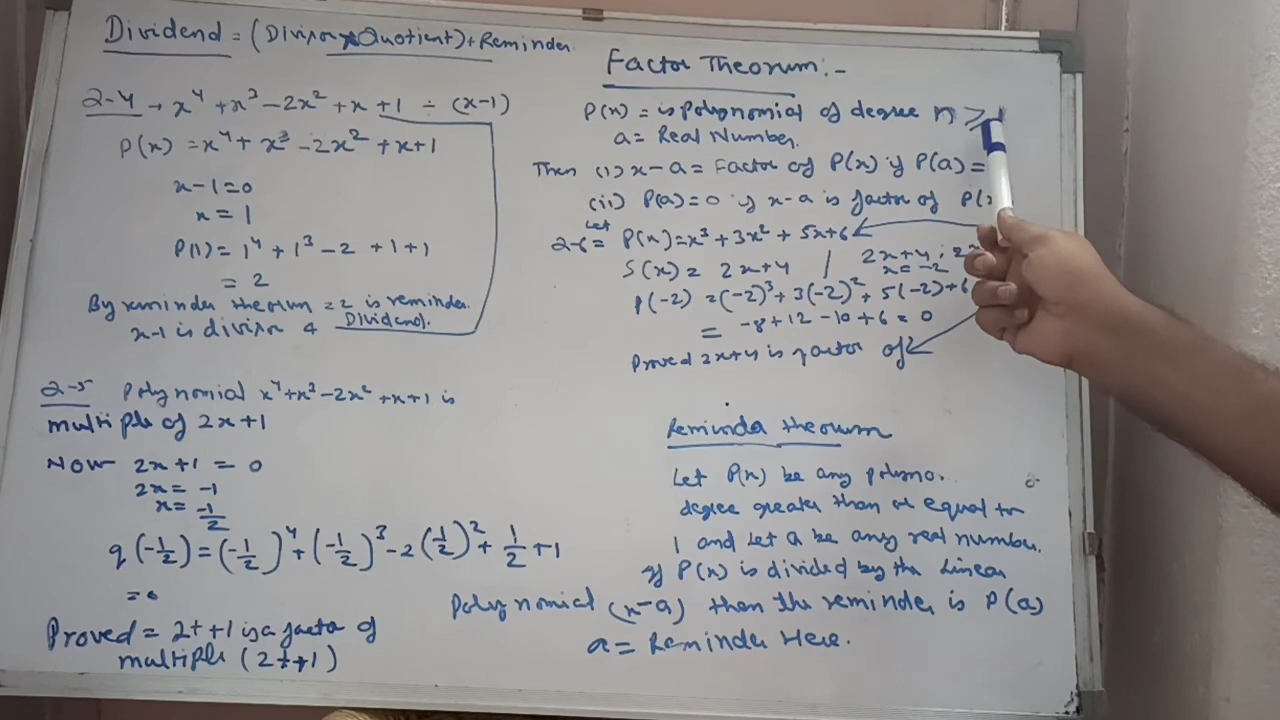 Dividend = (Divisor x Quotient) + Reminder.
2-4 → x⁴ + x³ - 2x² + x + 1 ÷ (x-1)
P(x) = x⁴ + x³ - 2x² + x + 1
x - 1 = 0
x = 1
P(1) = 1⁴ + 1³ - 2 + 1 + 1
= 2
By reminder theorum = 2 is reminder.
x-1 is divisor & Dividend.
2-5 Polynomial x⁴+x³-2x²+x+1 is
multiple of 2x+1
Now 2x+1 = 0
2x = -1
x = -1/2
q(-1/2) = (-1/2)⁴ + (-1/2)³ - 2(1/2)² + 1/2 + 1
= 0
Proved = 2t+1 is a factor of
multiple (2t+1)
Factor Theorum:-
P(x) = is polynomial of degree n ≥ 1
a = Real Number.
Then (i) x-a = Factor of P(x) if P(a) =
(ii) P(a) = 0 if x-a is factor of P(x
Let
2-6 = P(x) = x³ + 3x² + 5x + 6
S(x) = 2x+4 | 2x+4 ; 2x
x = -2
P(-2) = (-2)³ + 3(-2)² + 5(-2) + 6
= -8 + 12 - 10 + 6 = 0
Proved 2x+4 is factor of
Reminder theorum
Let P(x) be any polyno.
degree greater than or equal to
1 and Let a be any real number.
if P(x) is divided by the Linear
Polynomial (x-a) then the reminder is P(a)
a = Reminder Here.